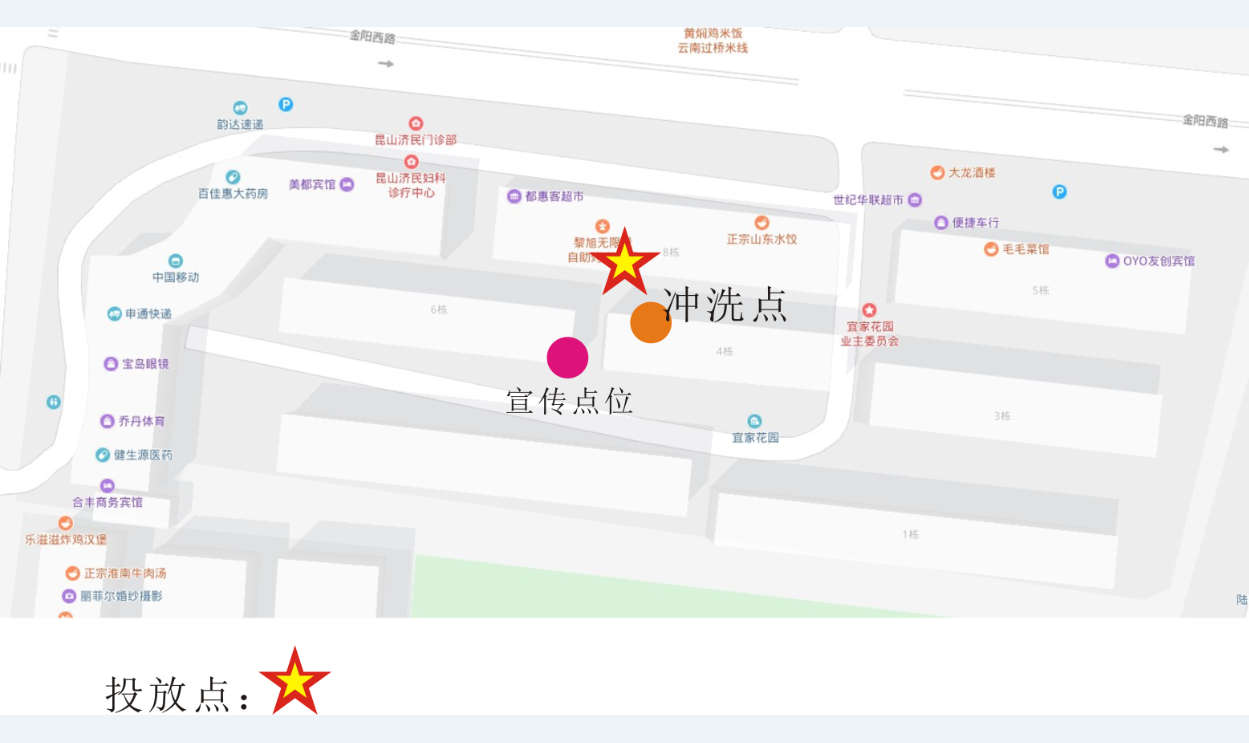 金阳西路
黄焖鸡米饭
云南过桥米线
P
韵达速递
昆山济民门诊部
金阳西路
百佳惠大药房
美都宾馆
昆山济民妇科
诊疗中心
都惠客超市
大龙酒楼
P
世纪华联超市
便捷车行
黎旭无限
自助
8栋
正宗山东水饺
毛毛菜馆
OYO友创宾馆
中国移动
5栋
申通快递
6栋
冲洗点
宜家花园
业主委员会
4栋
宝岛眼镜
宣传点位
乔丹体育
宜家花园
3栋
健生源医药
合丰商务宾馆
乐滋滋炸鸡汉堡
1栋
正宗淮南牛肉汤
丽菲尔婚纱摄影
陆
投放点：